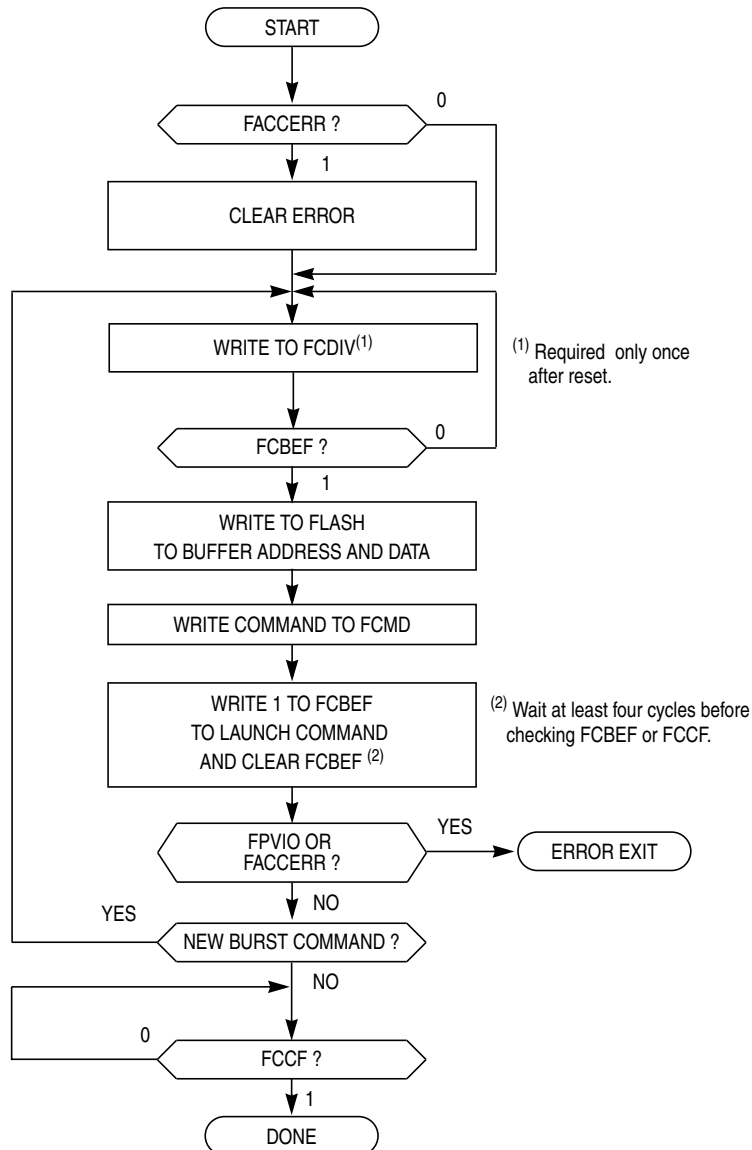 START
FACCERR ?
0
1
CLEAR ERROR
WRITE TO FCDIV(1)
(1) Required only once
after reset.
FCBEF ?
0
1
WRITE TO FLASH
TO BUFFER ADDRESS AND DATA
WRITE COMMAND TO FCMD
WRITE 1 TO FCBEF
TO LAUNCH COMMAND
AND CLEAR FCBEF (2)
(2) Wait at least four cycles before
checking FCBEF or FCCF.
FPVIO OR
FACCERR ?
YES
ERROR EXIT
NO
YES
NEW BURST COMMAND ?
NO
0
FCCF ?
1
DONE